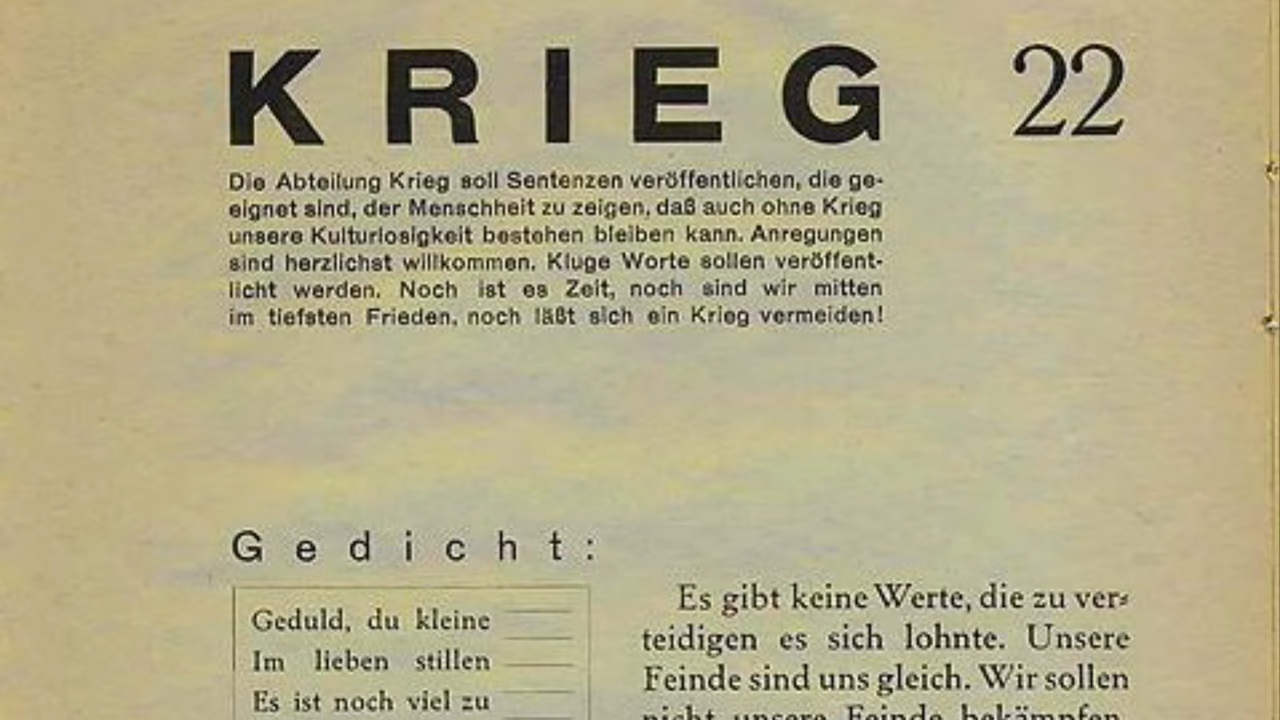 KRIEG 22
Die Abteilung Krieg soll Sentenzen veröffentlichen, die ge-
eignet sind, der Menschheit zu zeigen, daß auch ohne Krieg
unsere Kulturlosigkeit bestehen bleiben kann. Anregungen
sind herzlichst willkommen. Kluge Worte sollen veröffent-
licht werden. Noch ist es Zeit, noch sind wir mitten
im tiefsten Frieden, noch läßt sich ein Krieg vermeiden!
Gedicht:
Geduld, du kleine
Im lieben stillen
Es ist noch viel zu
Es gibt keine Werte, die zu ver-
teidigen es sich lohnte. Unsere
Feinde sind uns gleich. Wir sollen
nicht unsere Feinde bekämpfen,